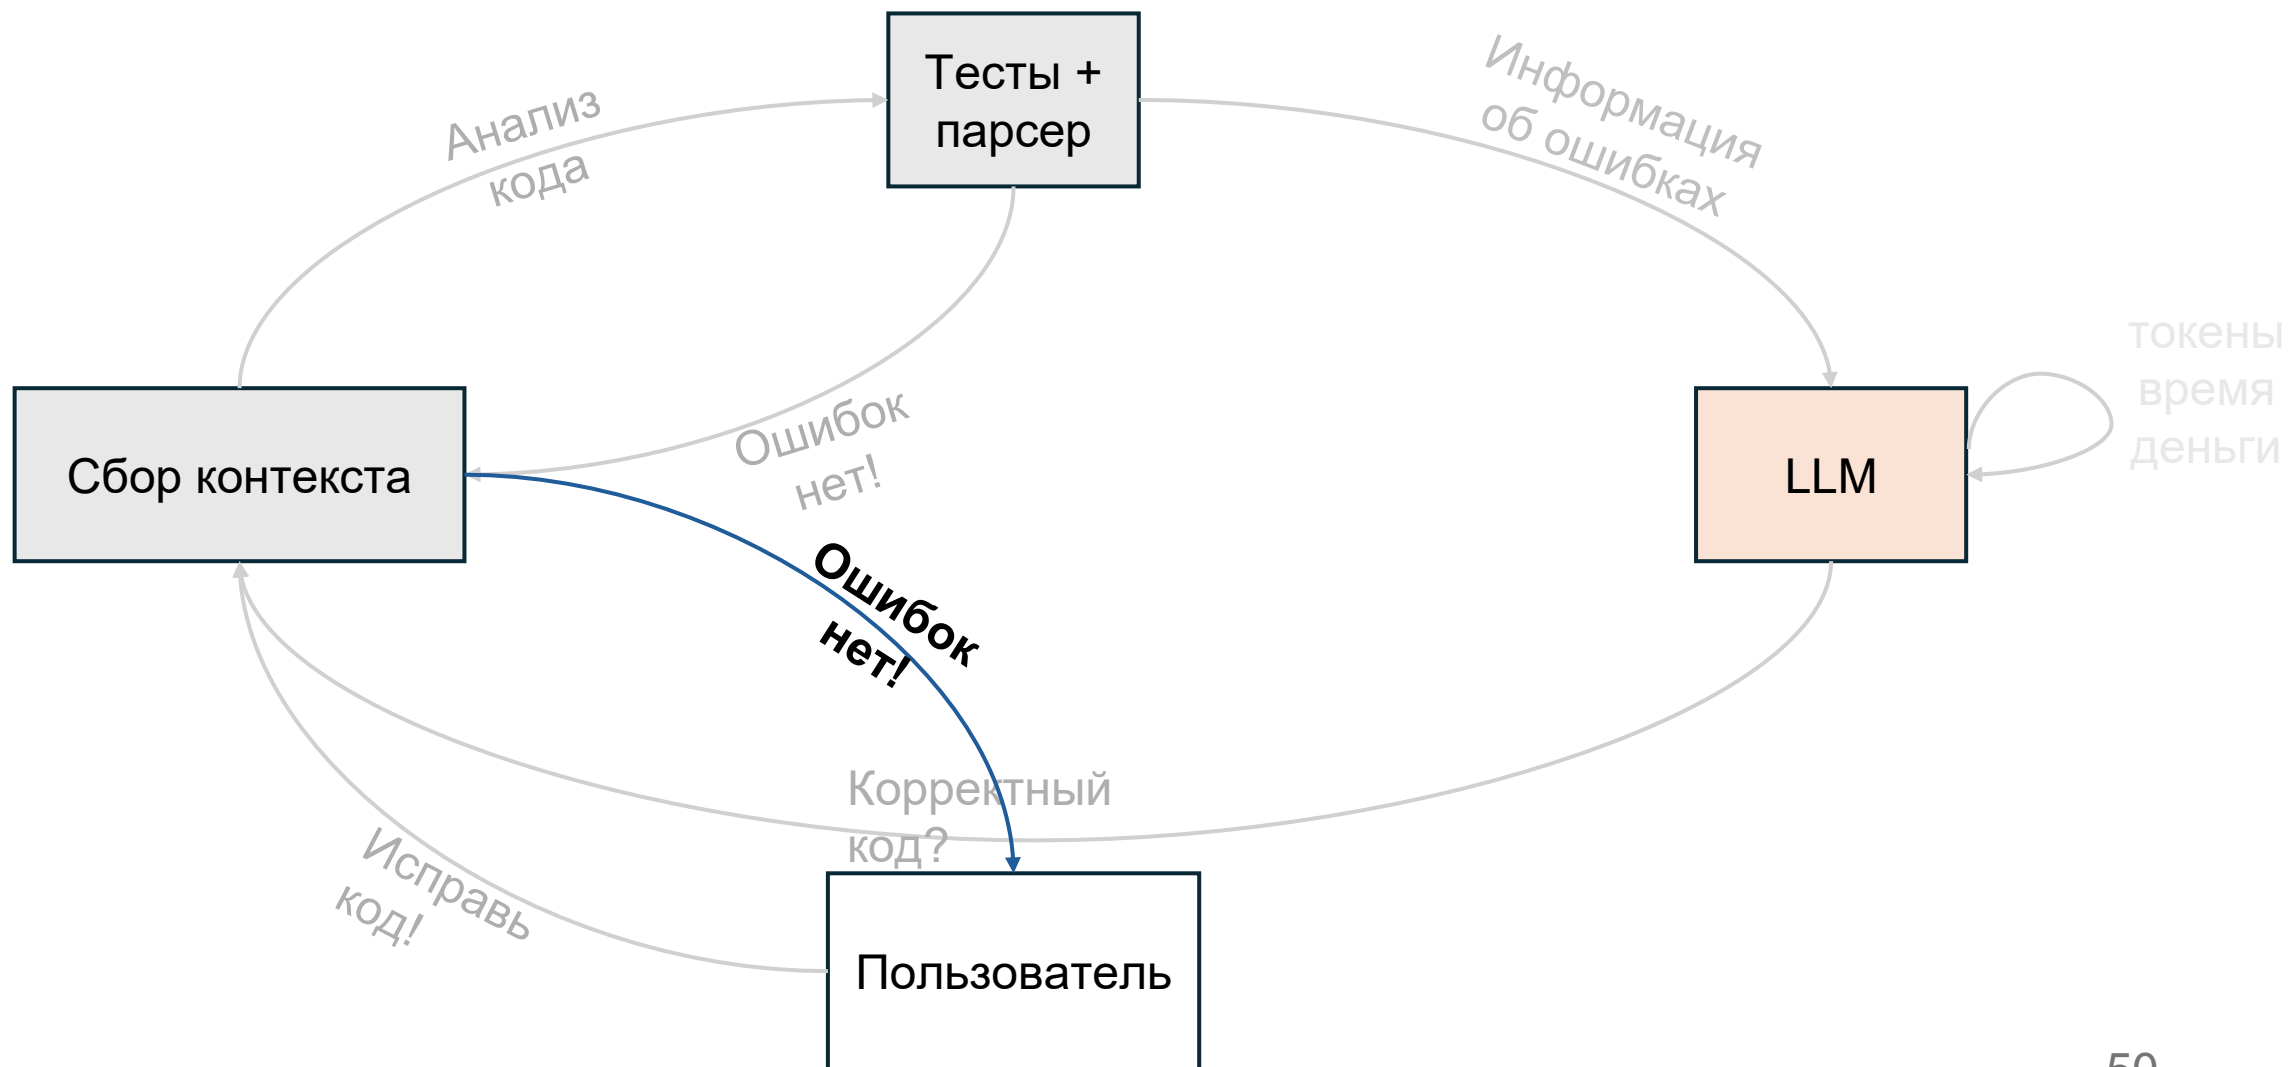 Тесты +
парсер
Анализ
кода
Информация
об ошибках
токены
время
деньги
Сбор контекста
Ошибок
нет!
LLM
Ошибок
нет!
Корректный
код?
Исправь
код!
Пользователь
50